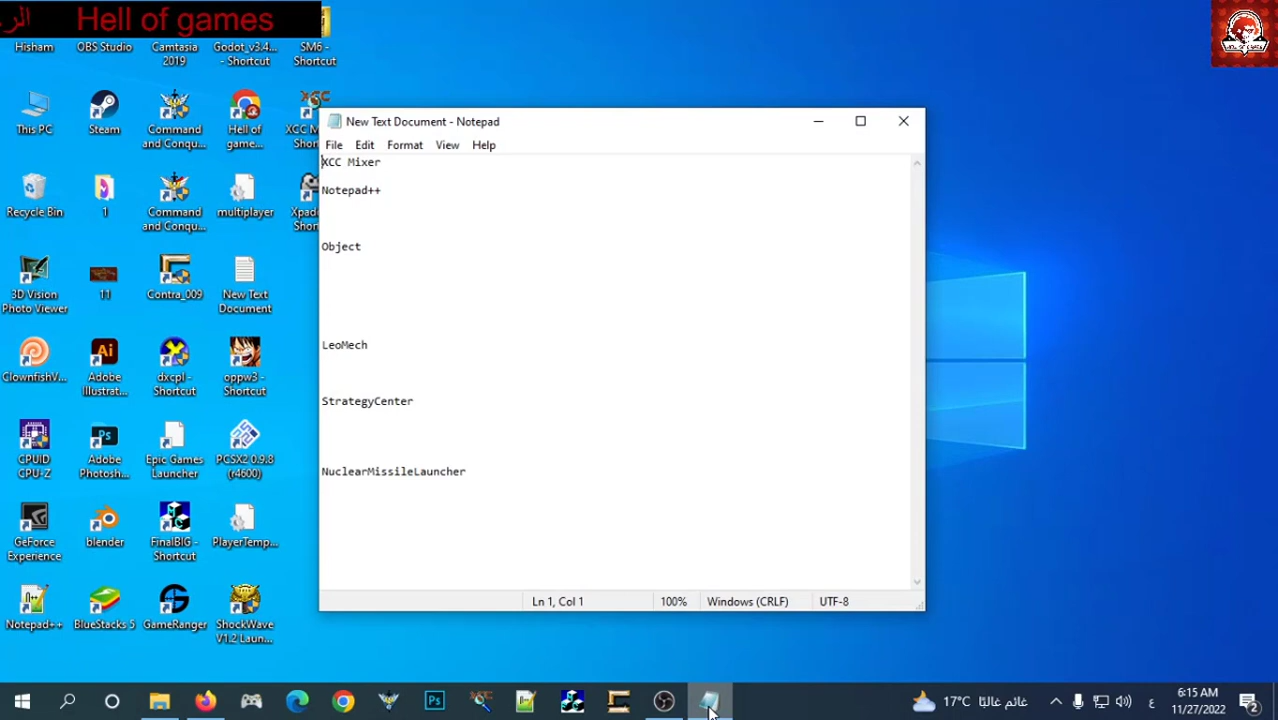 الر Hell of games
Hisham
OBS Studio
Camtasia
2019
Godot_v3.4...
- Shortcut
SM6 -
Shortcut
This PC
Steam
Command
and Conqu...
Hell of
game...
Recycle Bin
1
Command
and Conqu...
multiplayer
3D Vision
Photo Viewer
11
Contra_009
New Text
Document
ClownfishV...
Adobe
Illustrat...
dxcpl -
Shortcut
oppw3 -
Shortcut
CPUID
CPU-Z
Adobe
Photosh...
Epic Games
Launcher
PCSX2 0.9.8
(r4600)
GeForce
Experience
blender
FinalBIG -
Shortcut
PlayerTemp...
Notepad++
BlueStacks 5
GameRanger
ShockWave
V1.2 Laun...
New Text Document - Notepad
File Edit Format View Help
XCC Mixer
Notepad++
Object
LeoMech
StrategyCenter
NuclearMissileLauncher
Ln 1, Col 1 100% Windows (CRLF) UTF-8
17°C غائم غالبًا
ع
6:15 AM
11/27/2022
2